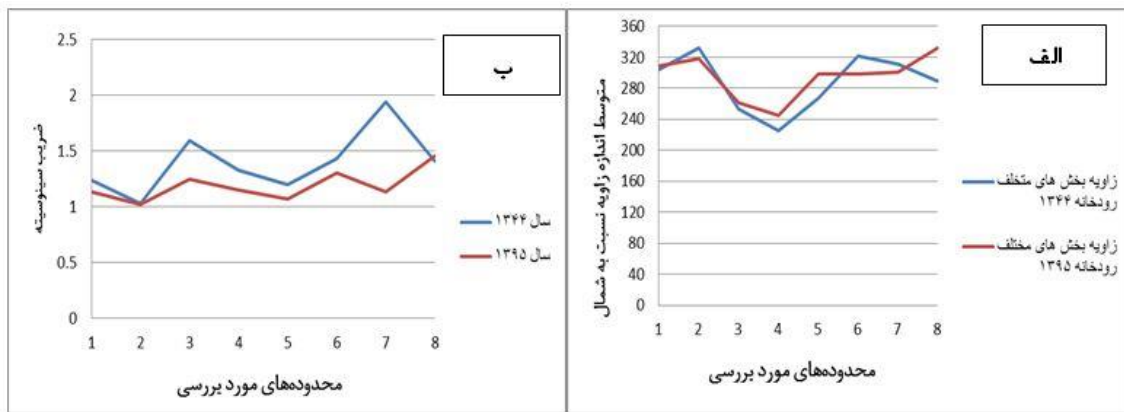 الف
متوسط اندازه زاویه نسبت به شمال
360
320
280
240
200
160
120
80
40
0
1 2 3 4 5 6 7 8
محدوده‌های مورد بررسی
زاویه بخش های متخلف
رودخانه ۱۳۴۴
زاویه بخش های مختلف
رودخانه ۱۳۹۵
ب
ضریب سینوسیته
2.5
2
1.5
1
0.5
0
1 2 3 4 5 6 7 8
محدوده‌های مورد بررسی
سال ۱۳۴۴
سال ۱۳۹۵